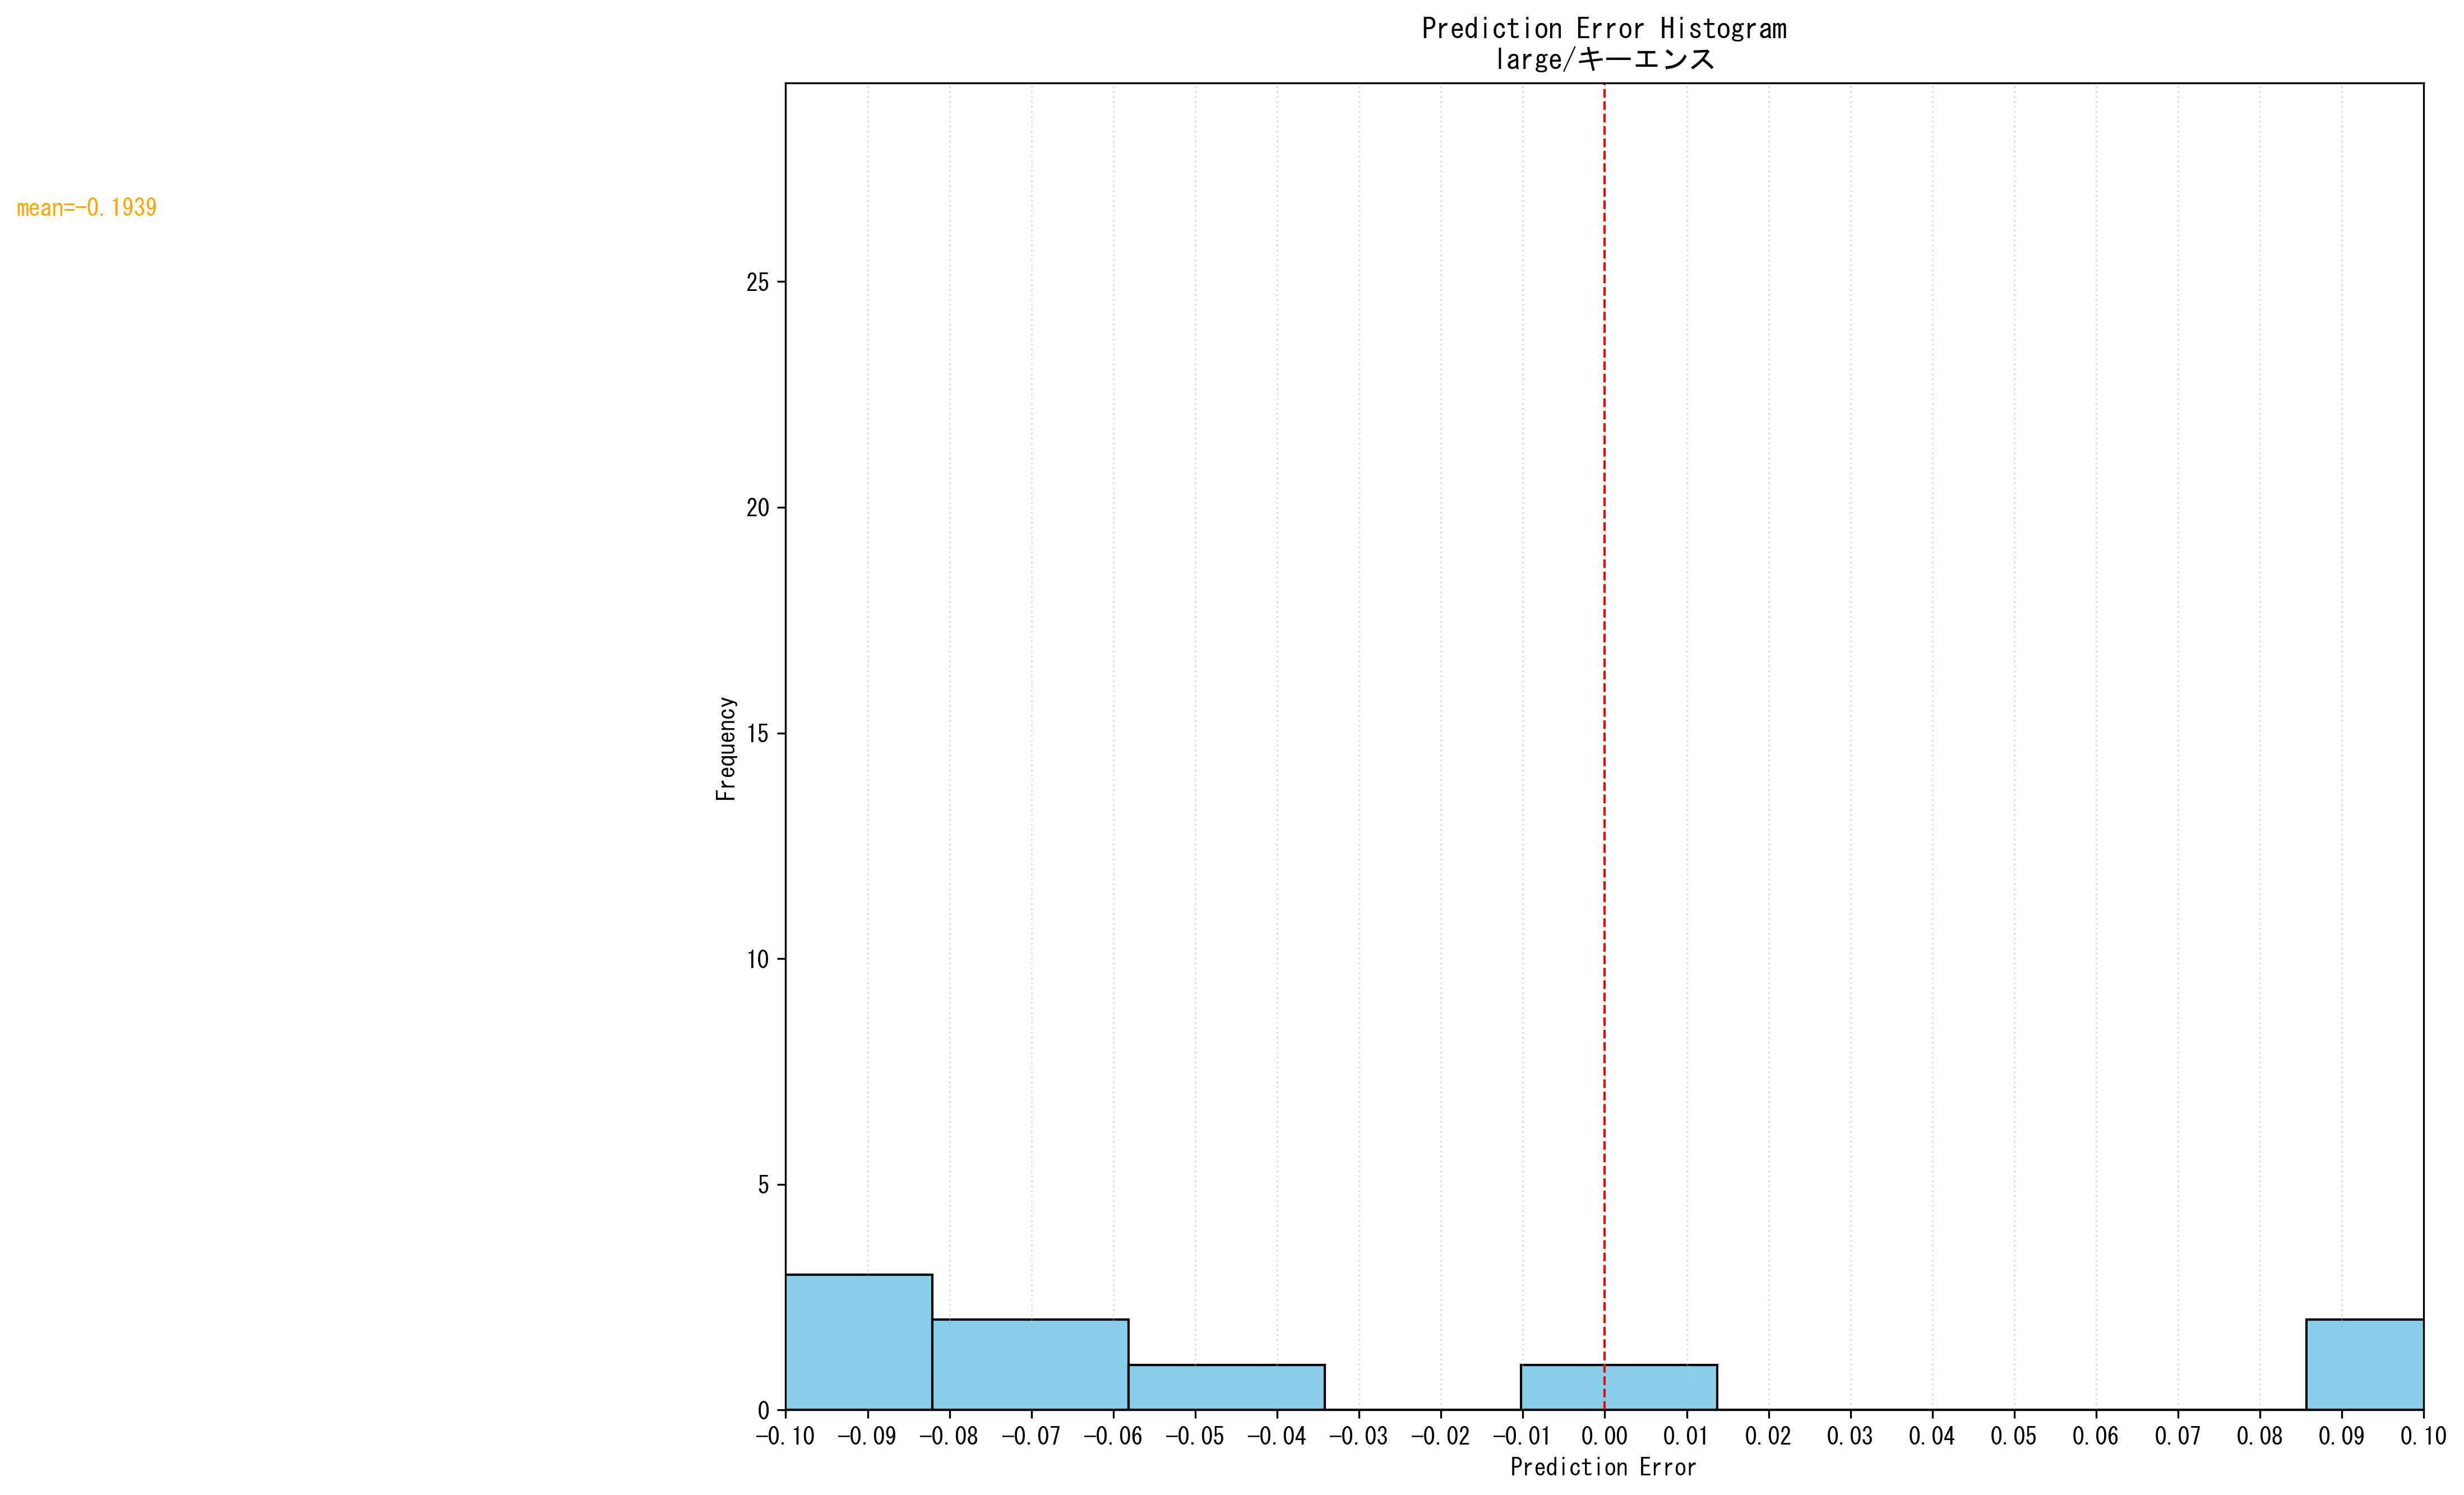 Prediction Error Histogram
large/キーエンス
mean=-0.1939
25
20
15
10
5
0
Frequency
-0.10 -0.09 -0.08 -0.07 -0.06 -0.05 -0.04 -0.03 -0.02 -0.01 0.00 0.01 0.02 0.03 0.04 0.05 0.06 0.07 0.08 0.09 0.10
Prediction Error